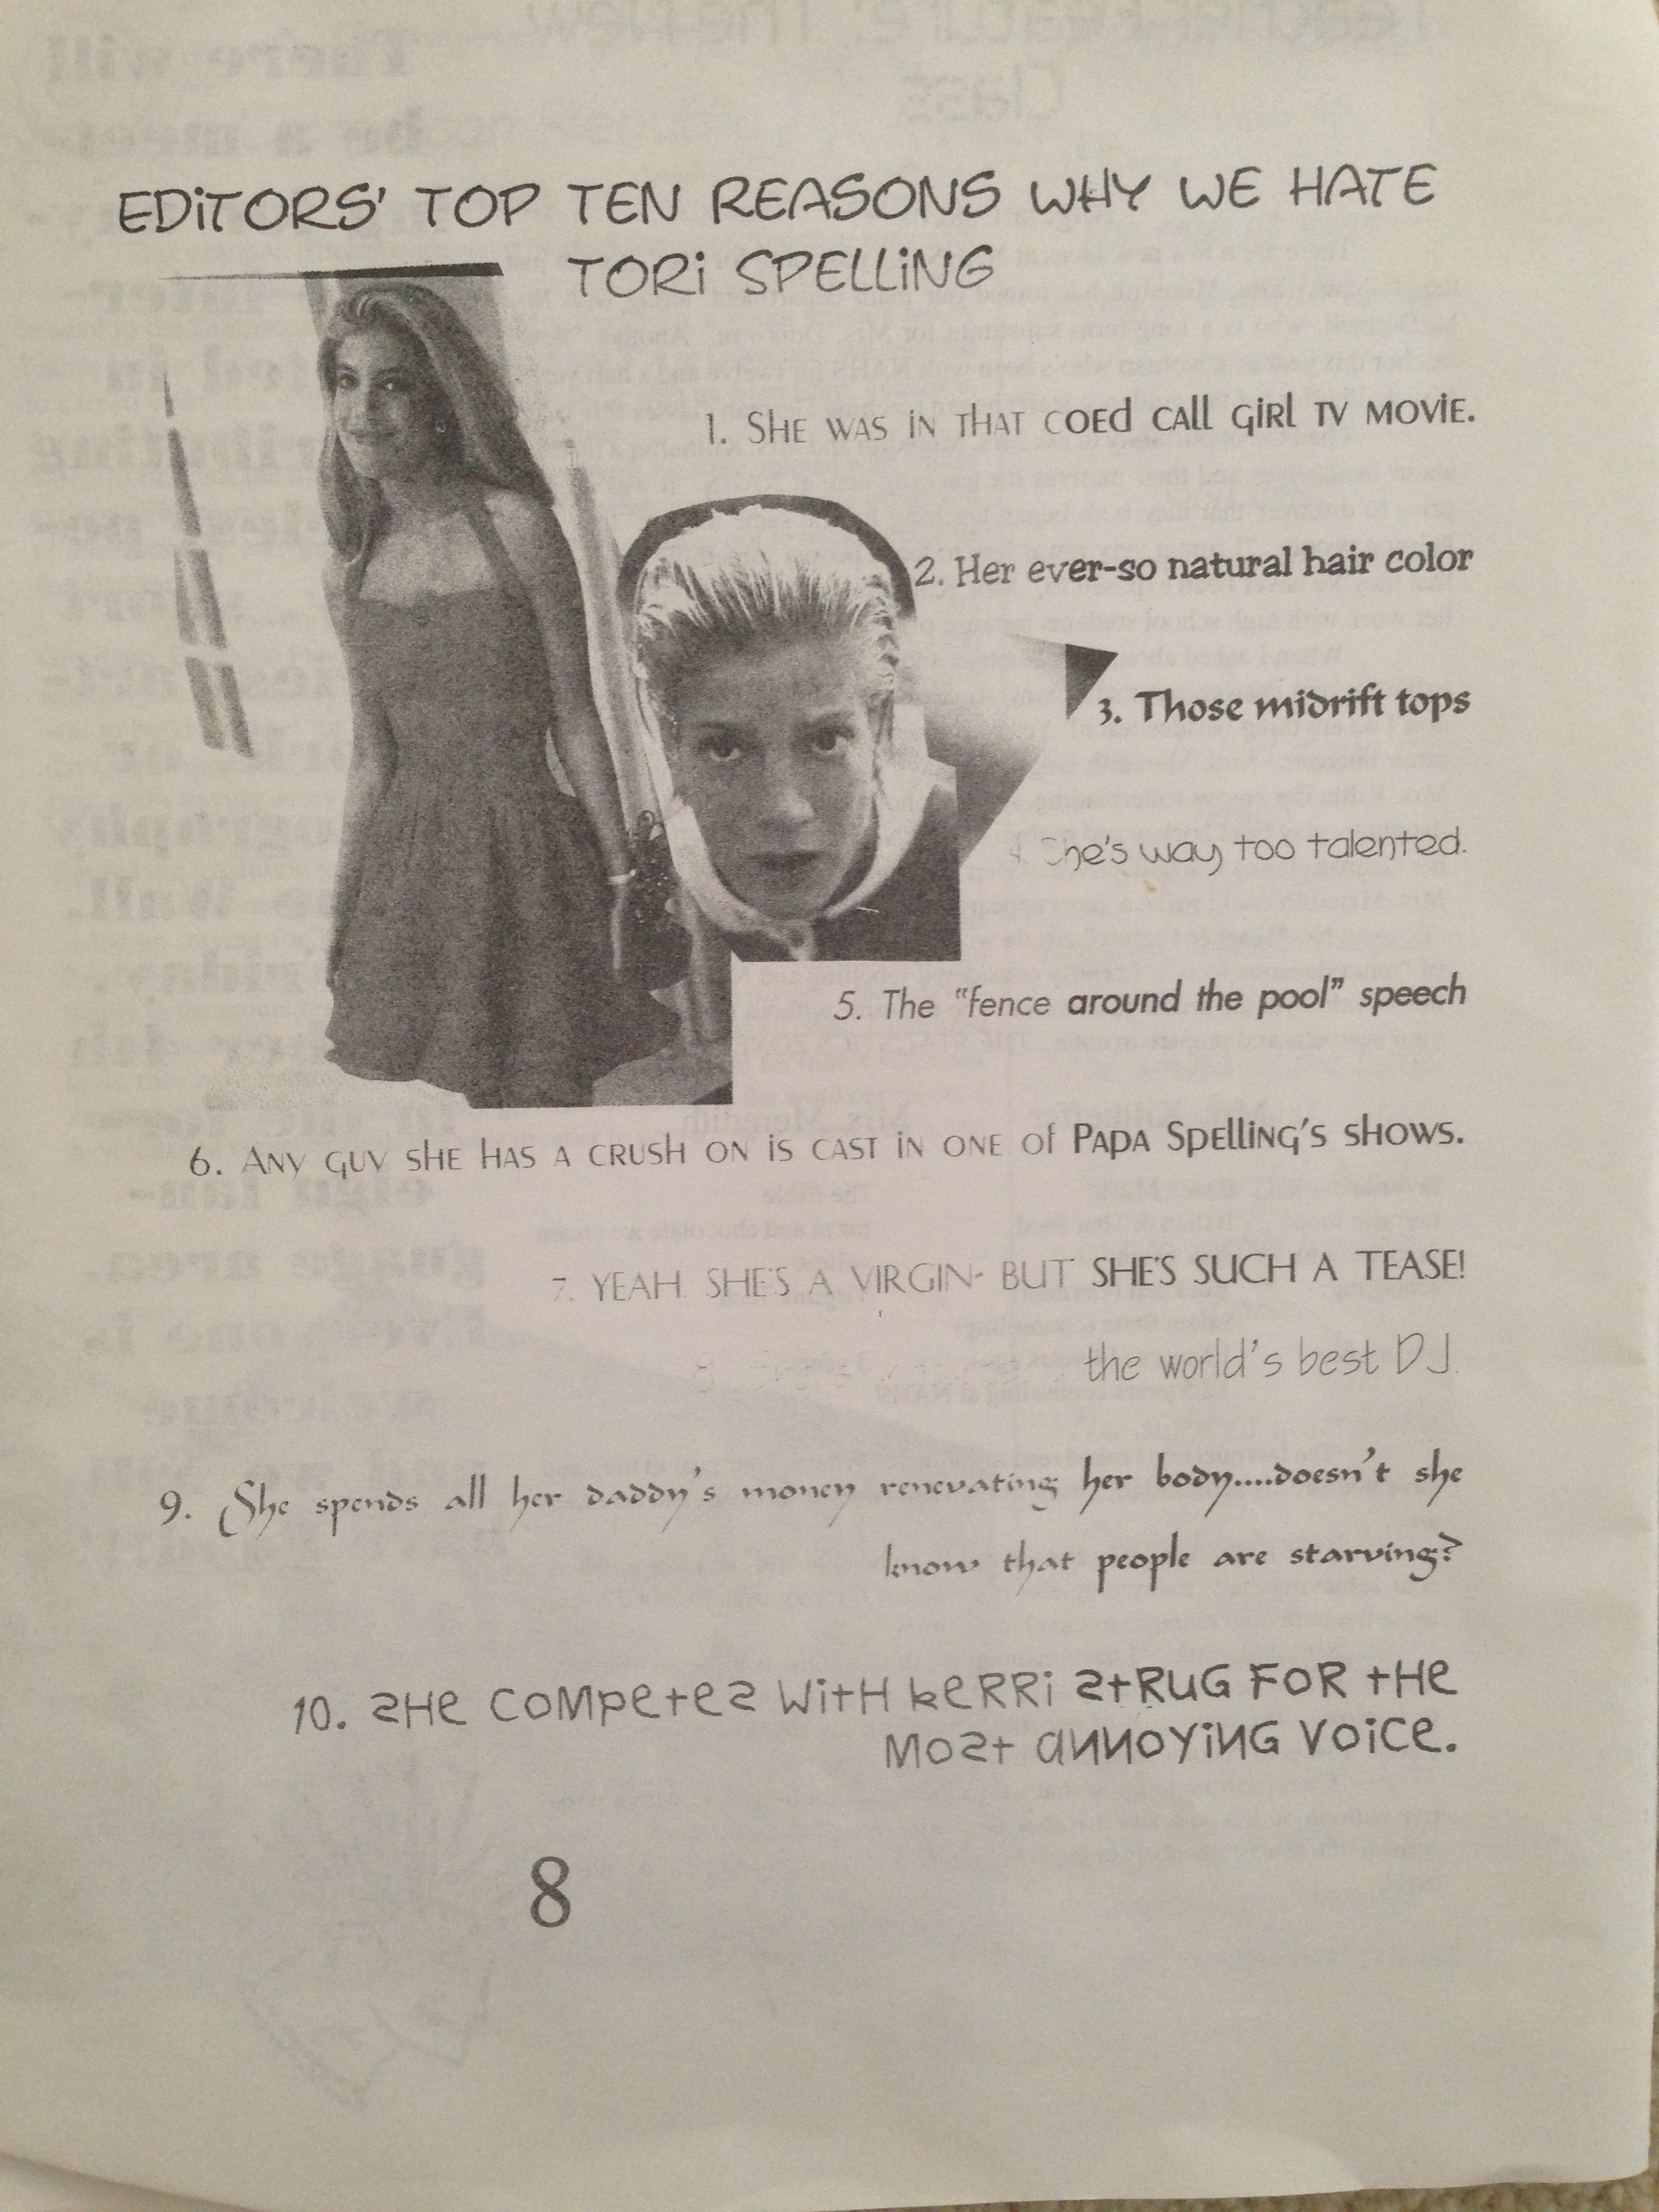 EDITORS' TOP TEN REASONS WHY WE HATE
TORI SPELLING
1. SHE WAS IN THAT COED CALL GIRL TV MOVIE.
2. Her ever-so natural hair color
3. Those midrift tops
4. She's way too talented.
5. The "fence around the pool" speech
6. ANY GUY SHE HAS A CRUSH ON IS CAST IN ONE OF PAPA SPELLING'S SHOWS.
7. YEAH. SHE'S A VIRGIN- BUT SHE'S SUCH A TEASE!
the world's best DJ.
9. She spends all her daddy's money renevating her body....doesn't she
know that people are starving?
10. SHE COMPETES WITH KERRI STRUG FOR THE
MOST ANNOYING VOICE.
8